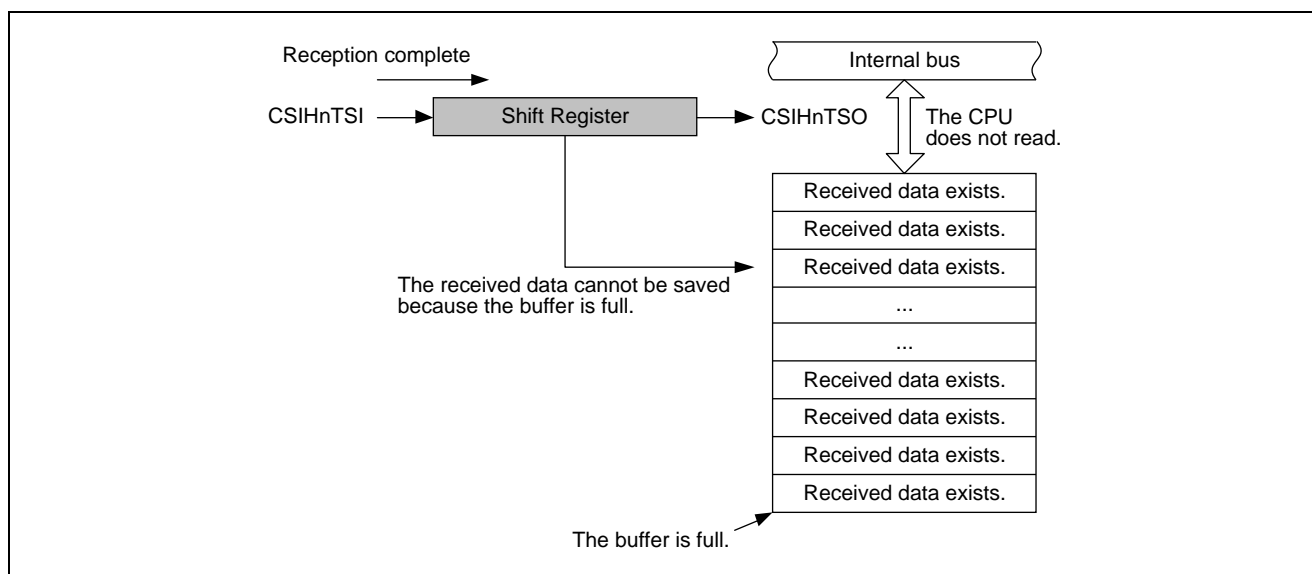 Reception complete
Internal bus
CSIHnTSI
Shift Register
CSIHnTSO
The CPU
does not read.
Received data exists.
Received data exists.
Received data exists.
...
...
Received data exists.
Received data exists.
Received data exists.
Received data exists.
The received data cannot be saved
because the buffer is full.
The buffer is full.